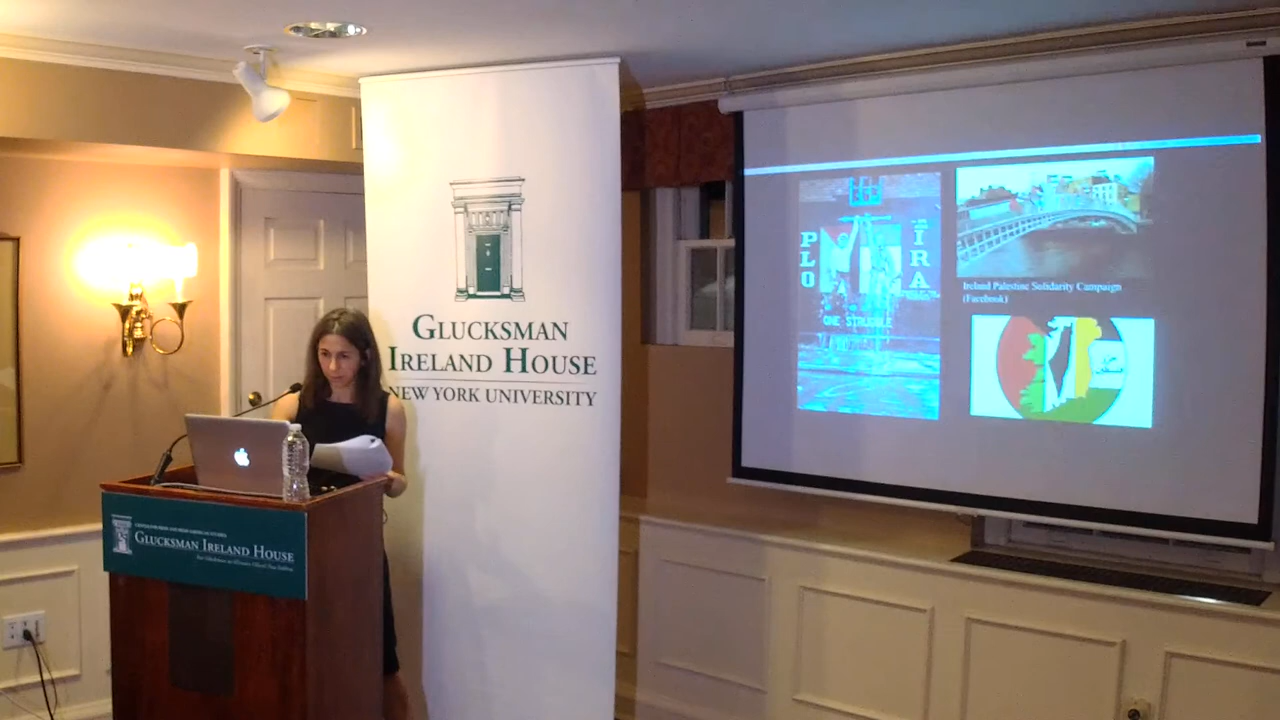 GLUCKSMAN
IRELAND HOUSE
NEW YORK UNIVERSITY
GLUCKSMAN IRELAND HOUSE
PLO
IRA
ONE STRUGGLE
Ireland Palestine Solidarity Campaign
(Facebook)